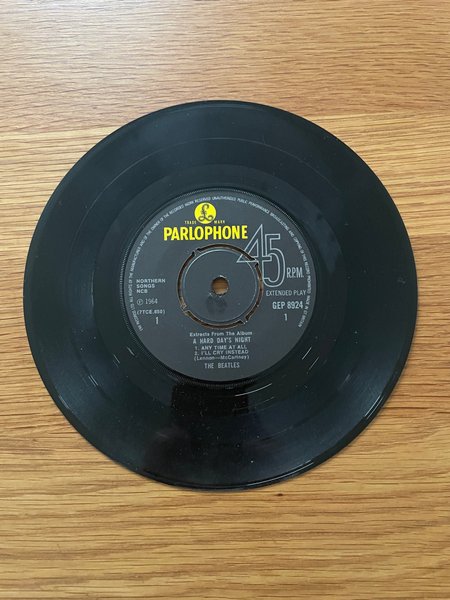 TRADE MARK
PARLOPHONE
45
R.P.M.
EXTENDED PLAY
GEP 8924
1
NORTHERN
SONGS
NCB
℗ 1964
(7TCE.850)
1
Extracts From The Album
A HARD DAY'S NIGHT
1. ANY TIME AT ALL
2. I'LL CRY INSTEAD
(Lennon—McCartney)
THE BEATLES